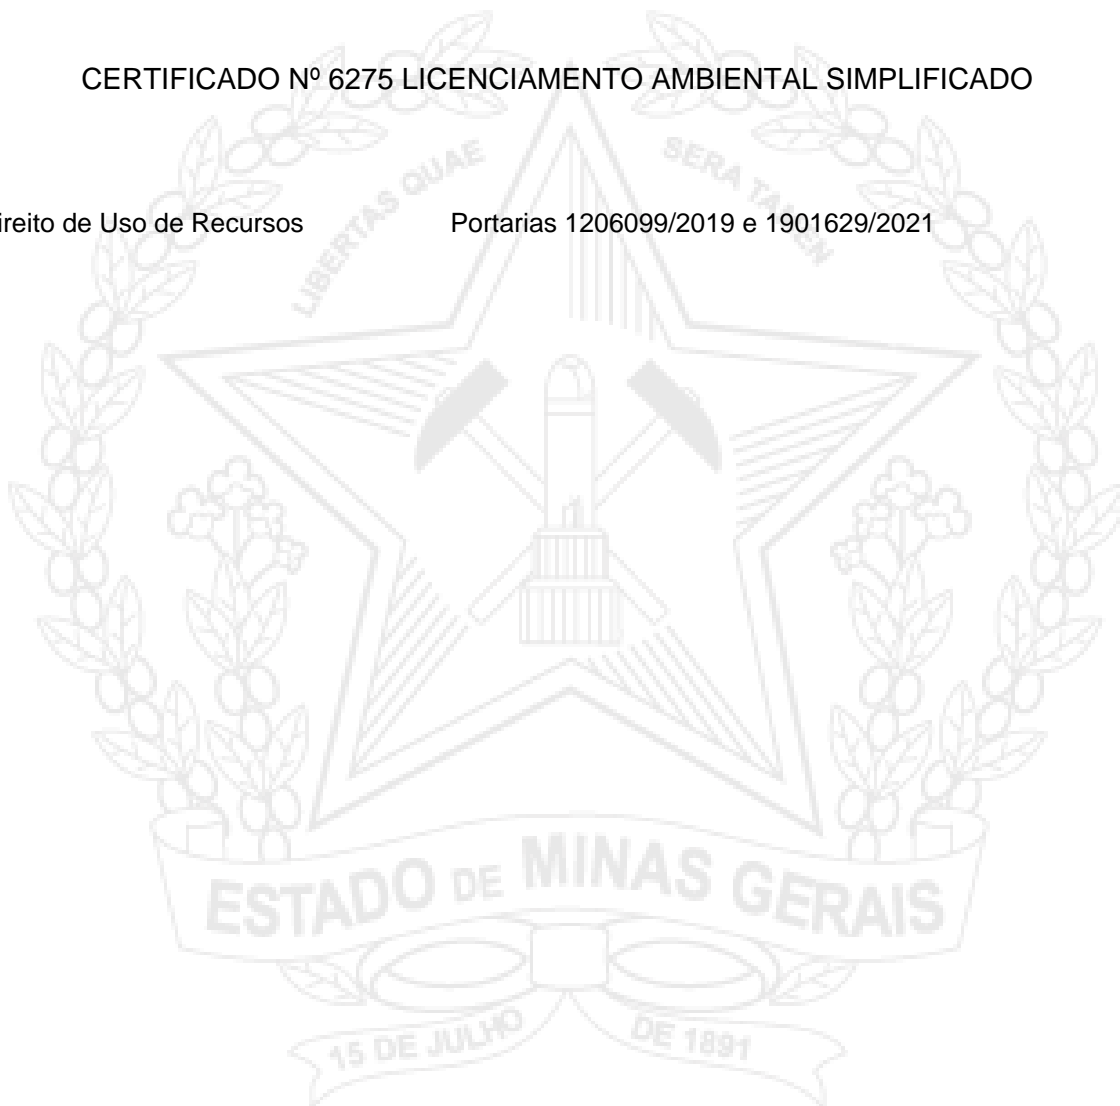 CERTIFICADO Nº 6275 LICENCIAMENTO AMBIENTAL SIMPLIFICADO
LIBERTAS QUAE SERA TAMEN
ireito de Uso de Recursos Portarias 1206099/2019 e 1901629/2021
ESTADO DE MINAS GERAIS
15 DE JULHO DE 1891